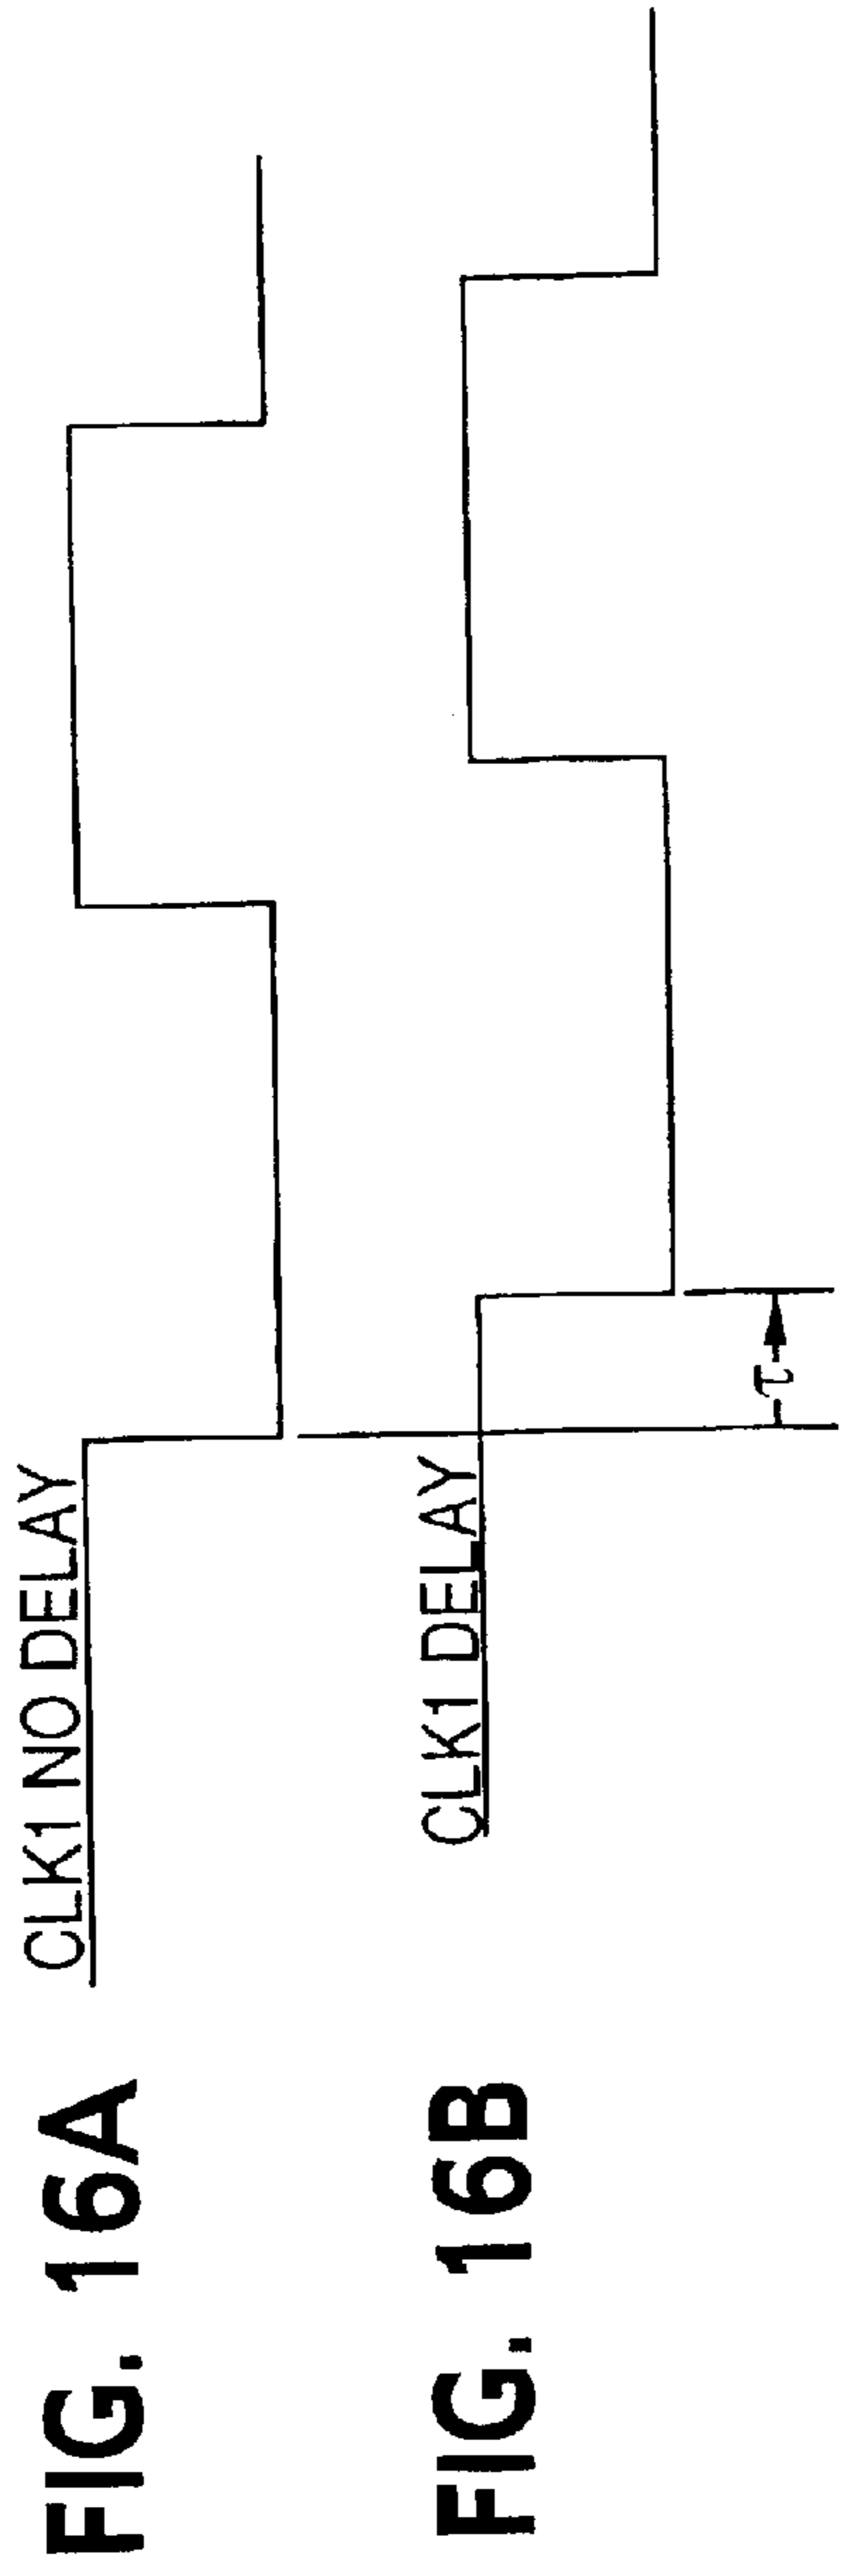 FIG. 16A
CLK1 NO DELAY
FIG. 16B
CLK1 DELAY
τ